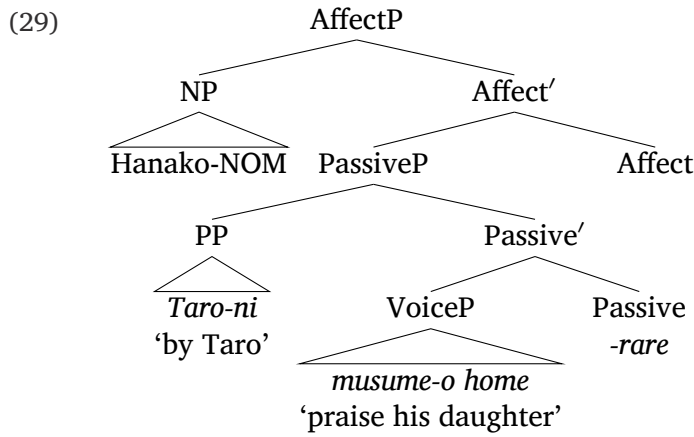 (29) AffectP
NP Affect′
Hanako-NOM PassiveP Affect
PP Passive′
Taro-ni VoiceP Passive
‘by Taro’ -rare
musume-o home
‘praise his daughter’